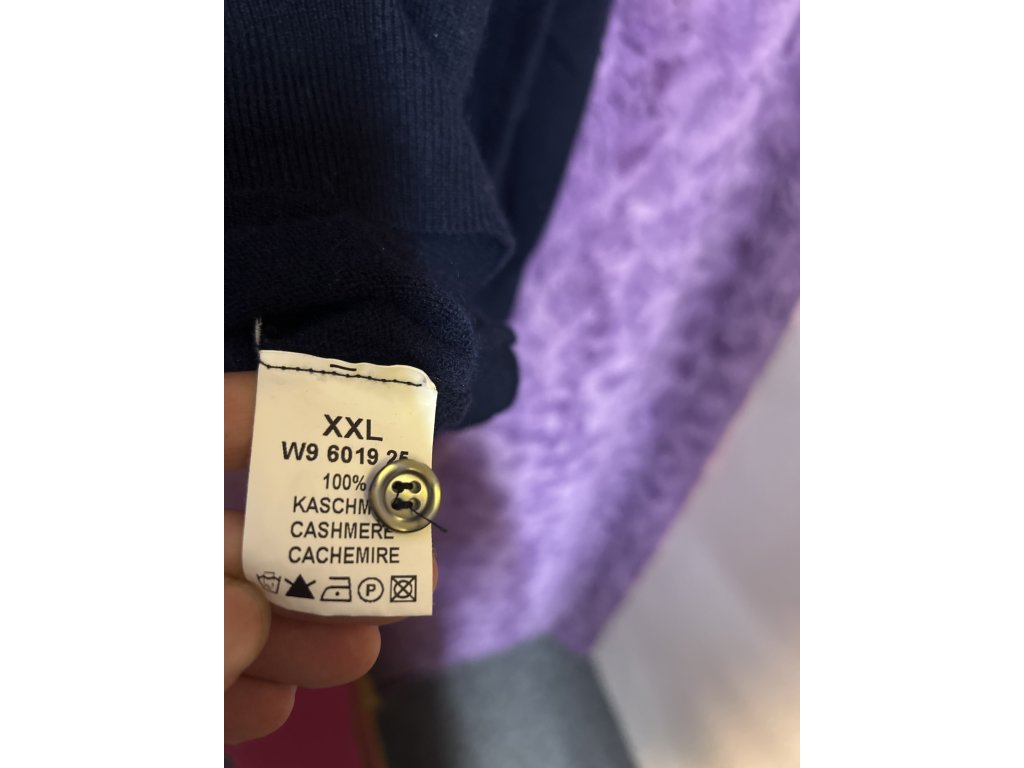 XXL
W9 6019 25
100%
CASHMERE
CACHEMIRE
P